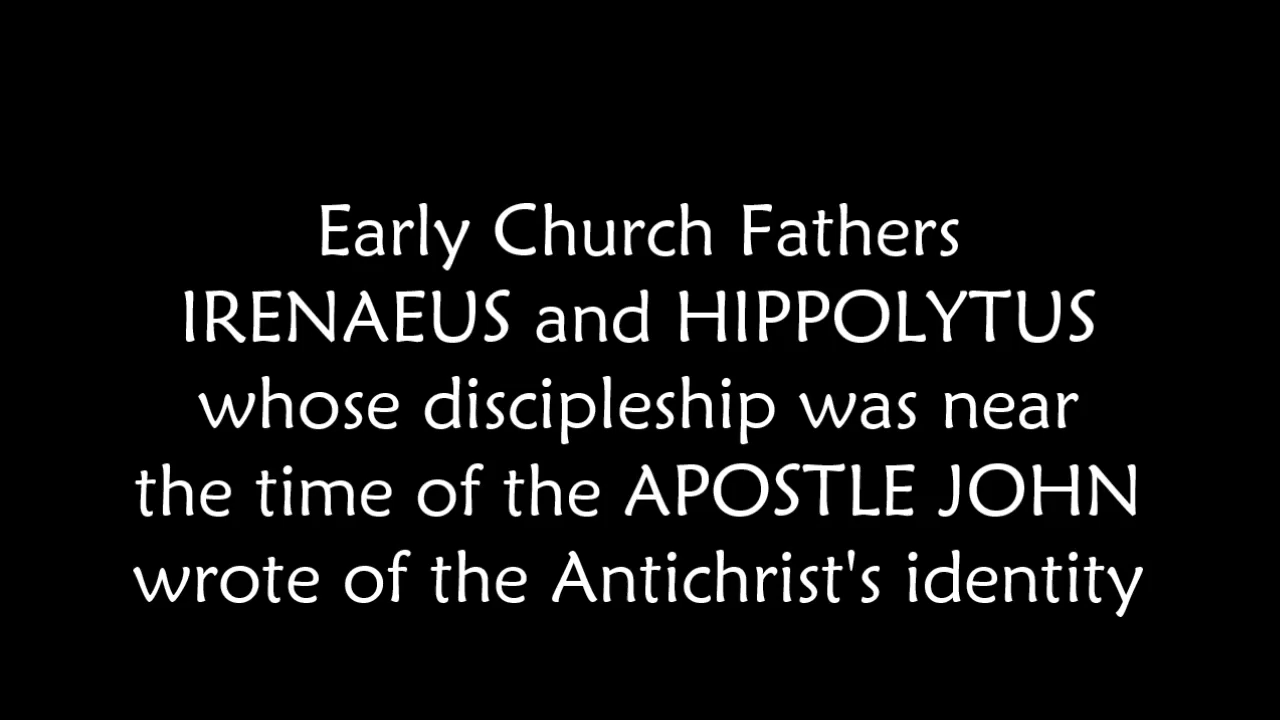 Early Church Fathers
IRENAEUS and HIPPOLYTUS
whose discipleship was near
the time of the APOSTLE JOHN
wrote of the Antichrist's identity